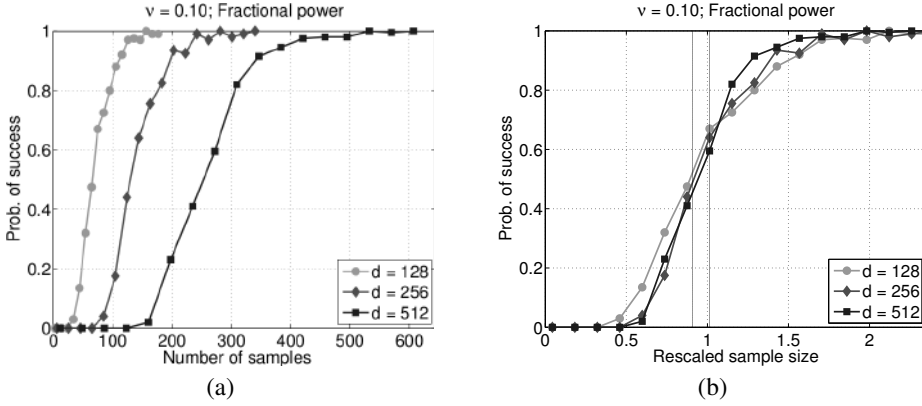 ν = 0.10; Fractional power
Prob. of success
1
0.8
0.6
0.4
0.2
0
0 100 200 300 400 500 600
Number of samples
d = 128
d = 256
d = 512
(a)
ν = 0.10; Fractional power
Prob. of success
1
0.8
0.6
0.4
0.2
0
0.5 1 1.5 2
Rescaled sample size
d = 128
d = 256
d = 512
(b)